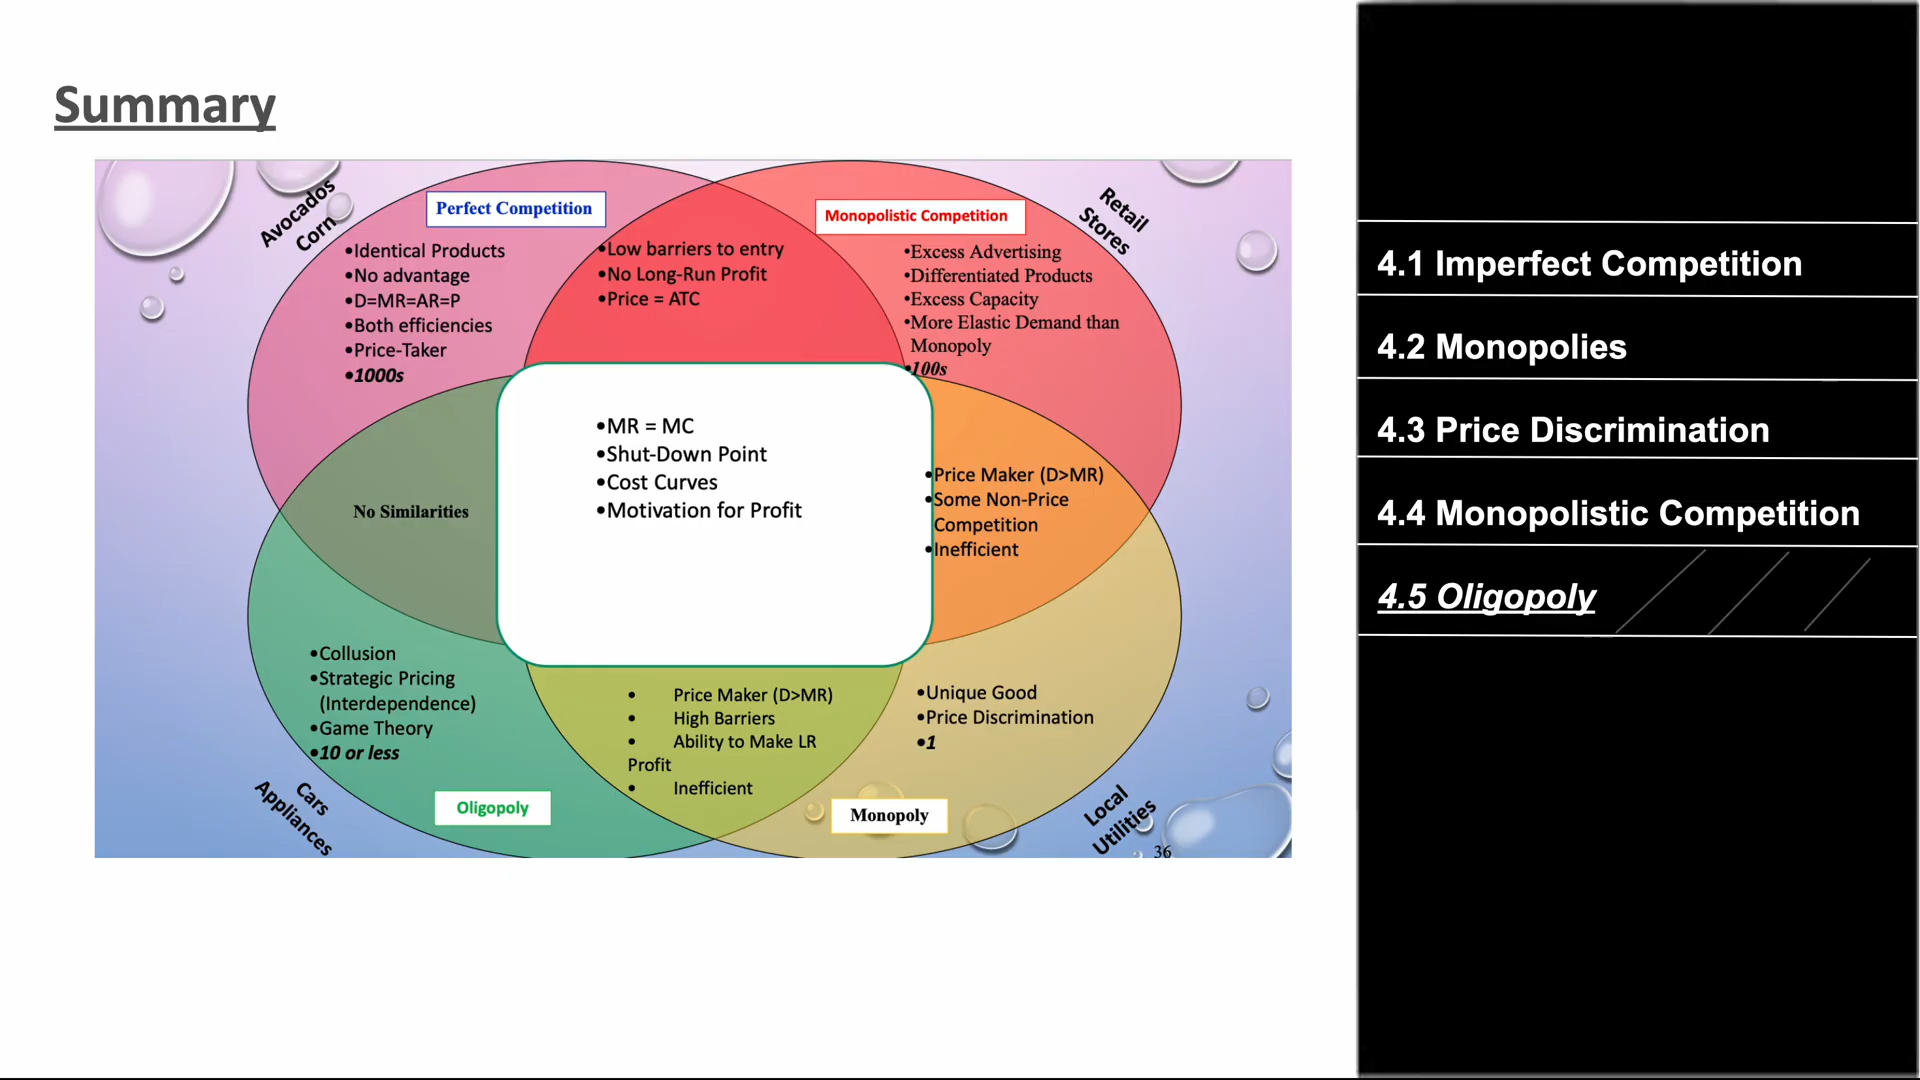 Summary
Avocados
Corn
Perfect Competition
•Identical Products
•No advantage
•D=MR=AR=P
•Both efficiencies
•Price-Taker
•1000s
•Low barriers to entry
•No Long-Run Profit
•Price = ATC
Monopolistic Competition
•Excess Advertising
•Differentiated Products
•Excess Capacity
•More Elastic Demand than
Monopoly
•100s
Retail
Stores
No Similarities
•MR = MC
•Shut-Down Point
•Cost Curves
•Motivation for Profit
•Price Maker (D>MR)
•Some Non-Price
Competition
•Inefficient
•Collusion
•Strategic Pricing
(Interdependence)
•Game Theory
•10 or less
Oligopoly
Cars
Appliances
• Price Maker (D>MR)
• High Barriers
• Ability to Make LR
Profit
• Inefficient
•Unique Good
•Price Discrimination
•1
Monopoly
Local
Utilities
36
4.1 Imperfect Competition
4.2 Monopolies
4.3 Price Discrimination
4.4 Monopolistic Competition
4.5 Oligopoly